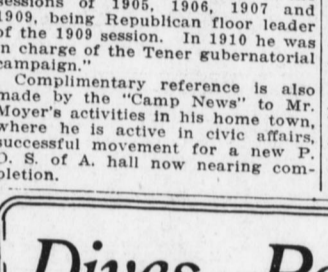 sessions of 1905, 1906, 1907 and
1909, being Republican floor leader
of the 1909 session. In 1910 he was
n charge of the Tener gubernatorial
campaign."
Complimentary reference is also
made by the "Camp News" to Mr.
Moyer's activities in his home town,
where he is active in civic affairs,
successful movement for a new P.
O. S. of A. hall now nearing com-
pletion.
Dives